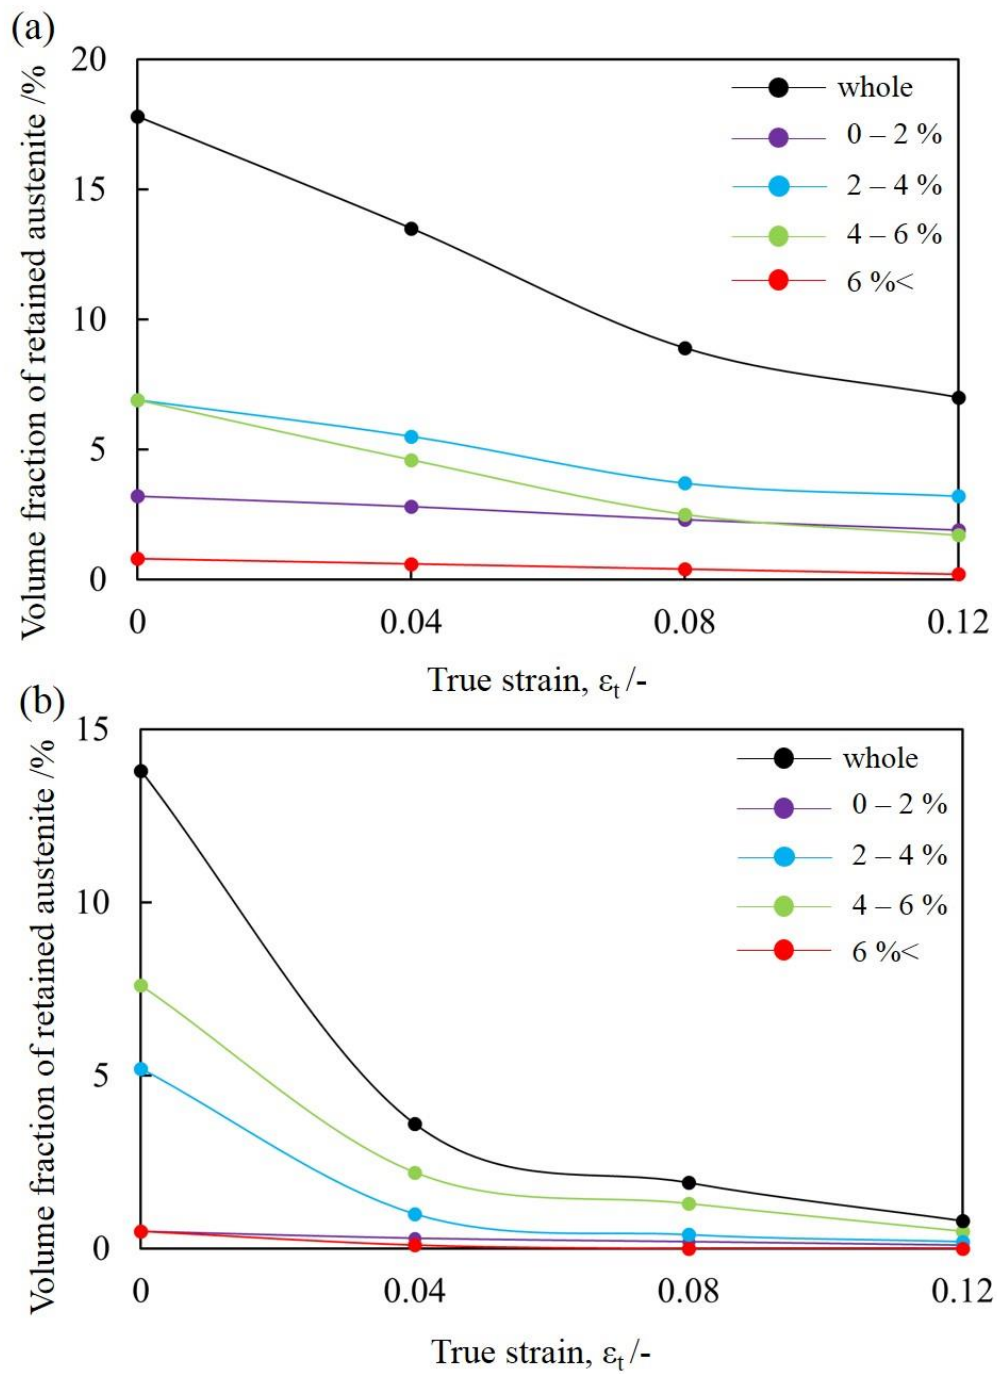 (a)
Volume fraction of retained austenite /%
20
15
10
5
0
0 0.04 0.08 0.12
True strain, εt /-
whole
0 – 2 %
2 – 4 %
4 – 6 %
6 %<
(b)
Volume fraction of retained austenite /%
15
10
5
0
0 0.04 0.08 0.12
True strain, εt /-
whole
0 – 2 %
2 – 4 %
4 – 6 %
6 %<